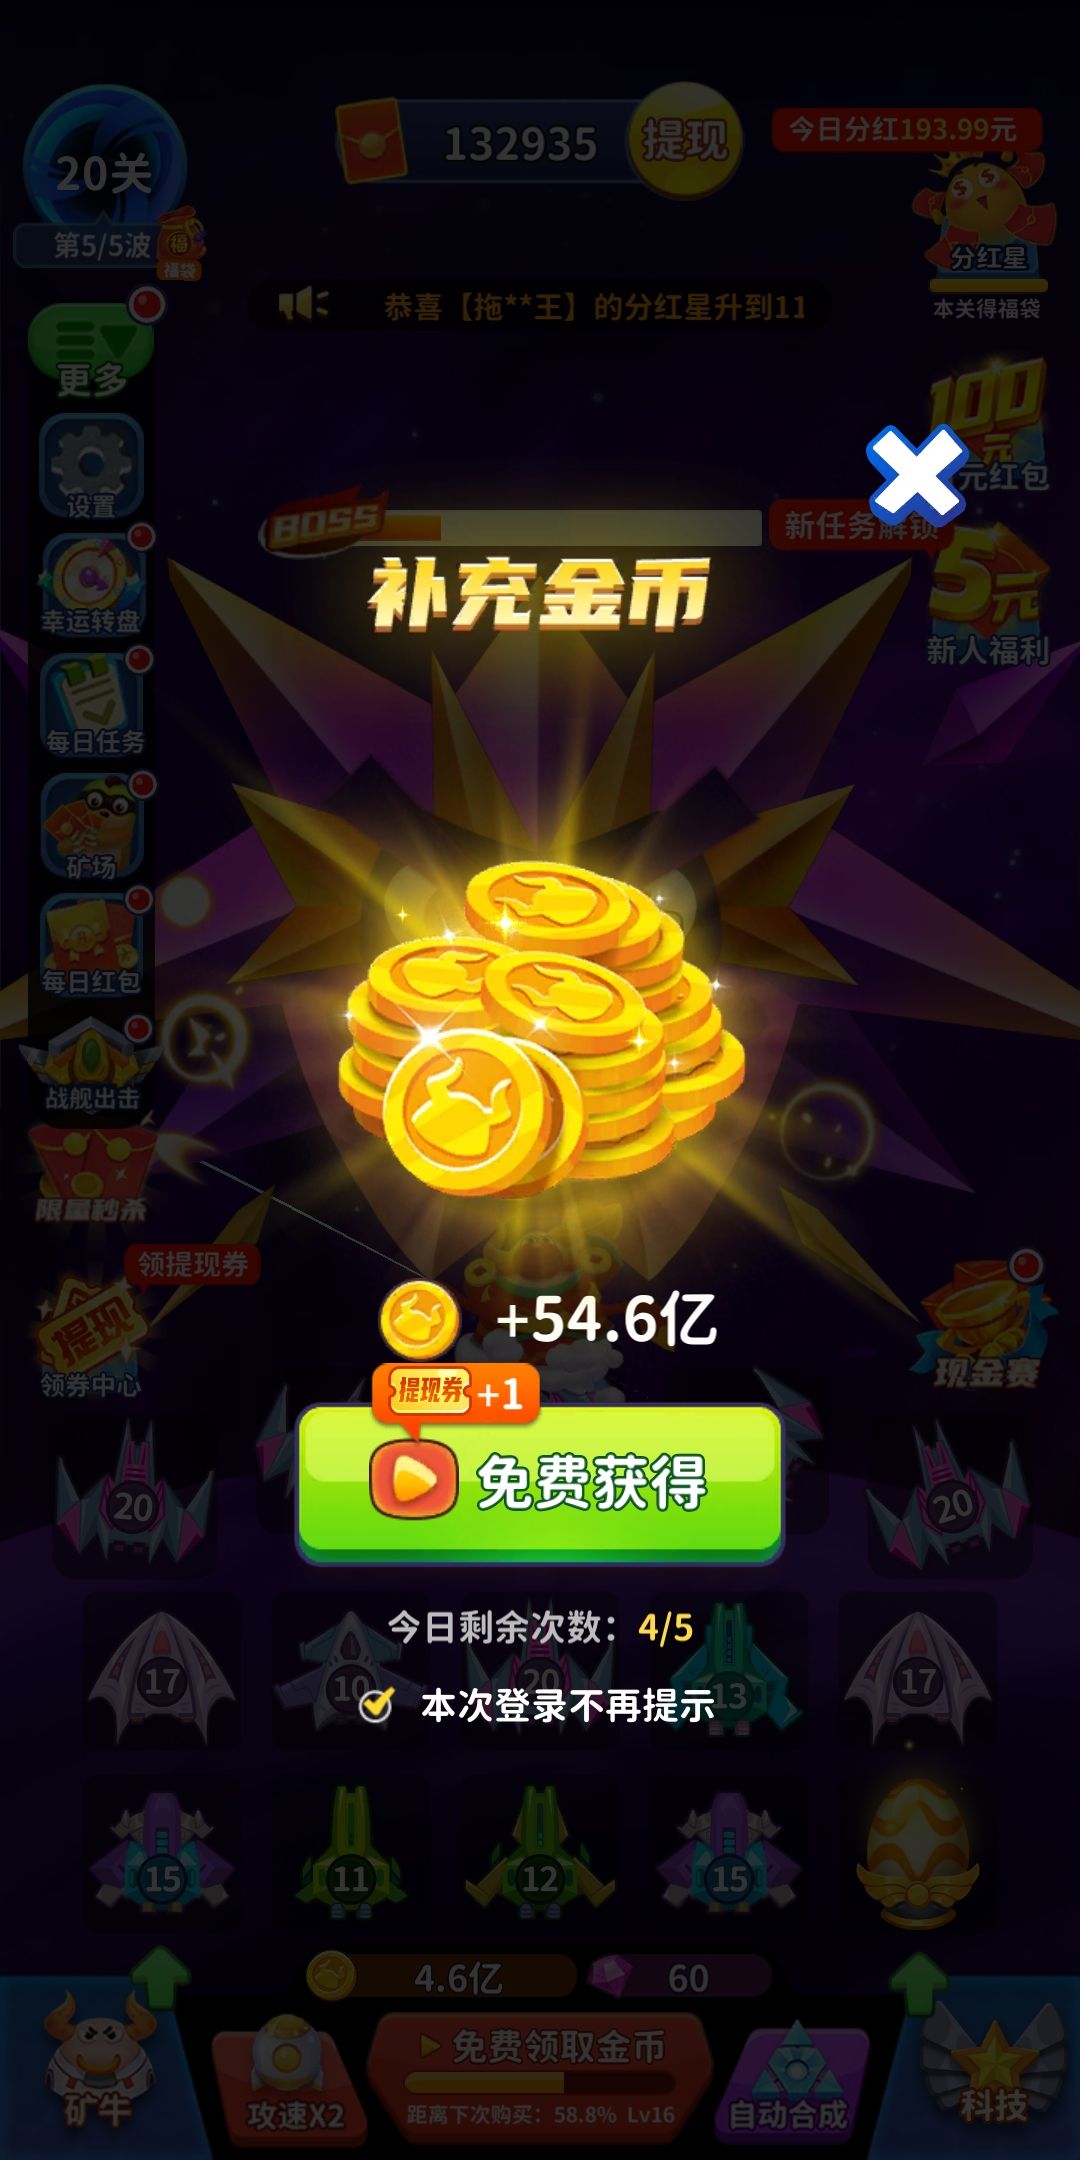 20关
132935
提现
今日分红193.99元
第5/5波
福
福袋
分红星
本关得福袋
恭喜【拖**王】的分红星升到11
更多
100
元
元红包
设置
BOSS
新任务解锁
补充金币
5元
新人福利
幸运转盘
每日任务
矿场
每日红包
战舰出击
限量秒杀
领提现券
提现
领券中心
现金赛
+54.6亿
提现券 +1
免费获得
20
20
今日剩余次数：4/5
17
10
20
13
17
本次登录不再提示
15
11
12
15
4.6亿
60
矿牛
攻速X2
免费领取金币
距离下次购买：58.8% Lv16
自动合成
科技